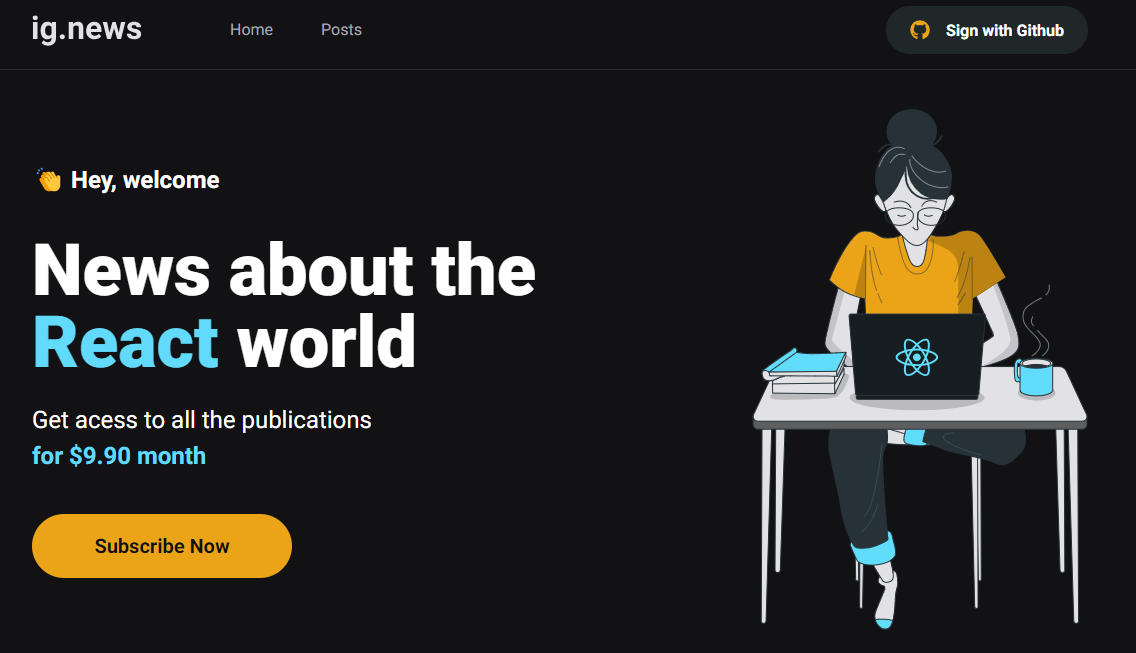 ig.news
Home
Posts
Sign with Github
👏 Hey, welcome
News about the
React world
Get acess to all the publications
for $9.90 month
Subscribe Now